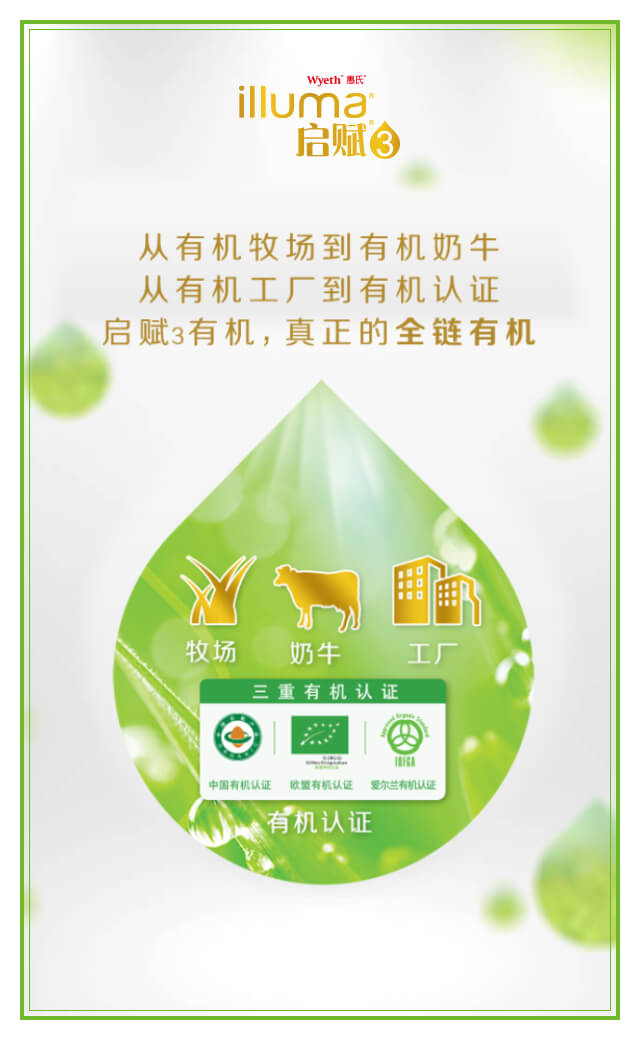 Wyeth 惠氏
illuma®
启赋®3
从有机牧场到有机奶牛
从有机工厂到有机认证
启赋3有机,真正的全链有机
牧场 奶牛 工厂
三重有机认证
IOFGA
中国有机认证 欧盟有机认证 爱尔兰有机认证
有机认证